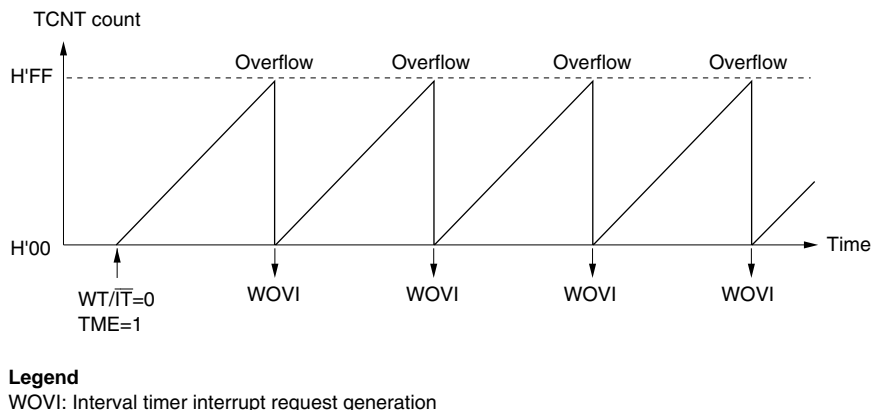 TCNT count
Overflow Overflow Overflow Overflow
H'FF
H'00
Time
WT/I̅T̅=0
TME=1
WOVI WOVI WOVI WOVI
Legend
WOVI: Interval timer interrupt request generation